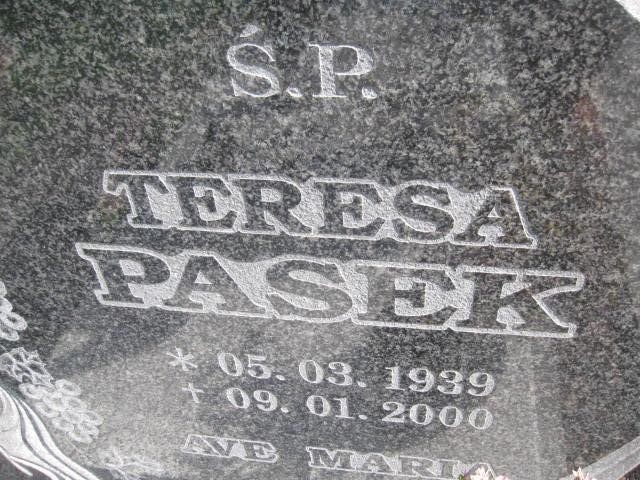 Ś.P.
TERESA
PASEK
* 05. 03. 1939
+ 09. 01. 2000
AVE MARIA